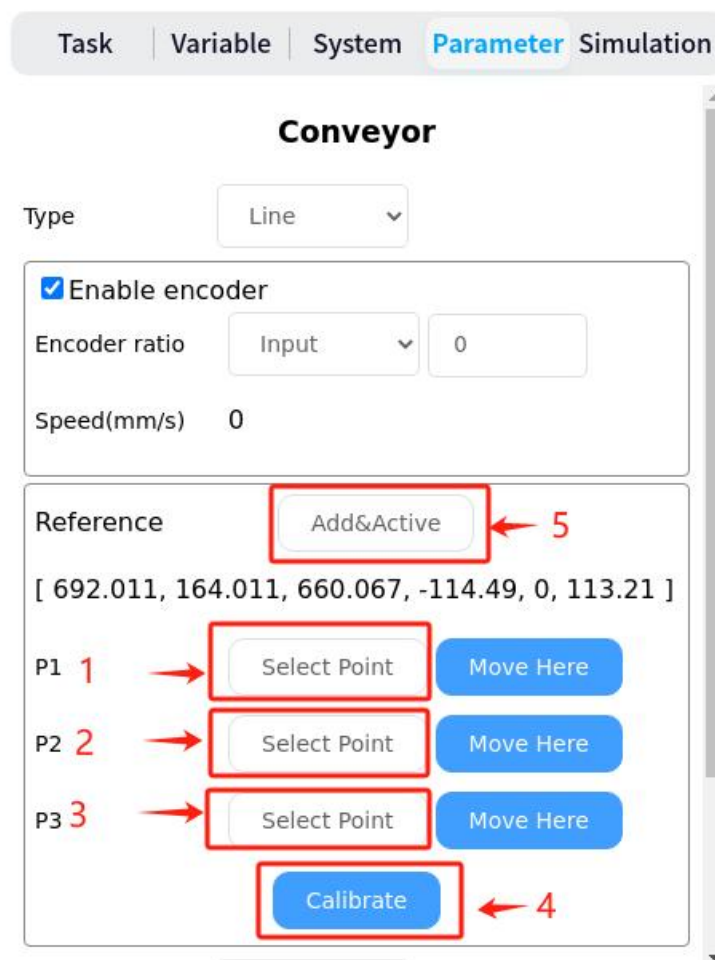 Task Variable System Parameter Simulation
Conveyor
Type Line
Enable encoder
Encoder ratio Input 0
Speed(mm/s) 0
Reference Add&Active 5
[ 692.011, 164.011, 660.067, -114.49, 0, 113.21 ]
P1 1 Select Point Move Here
P2 2 Select Point Move Here
P3 3 Select Point Move Here
Calibrate 4